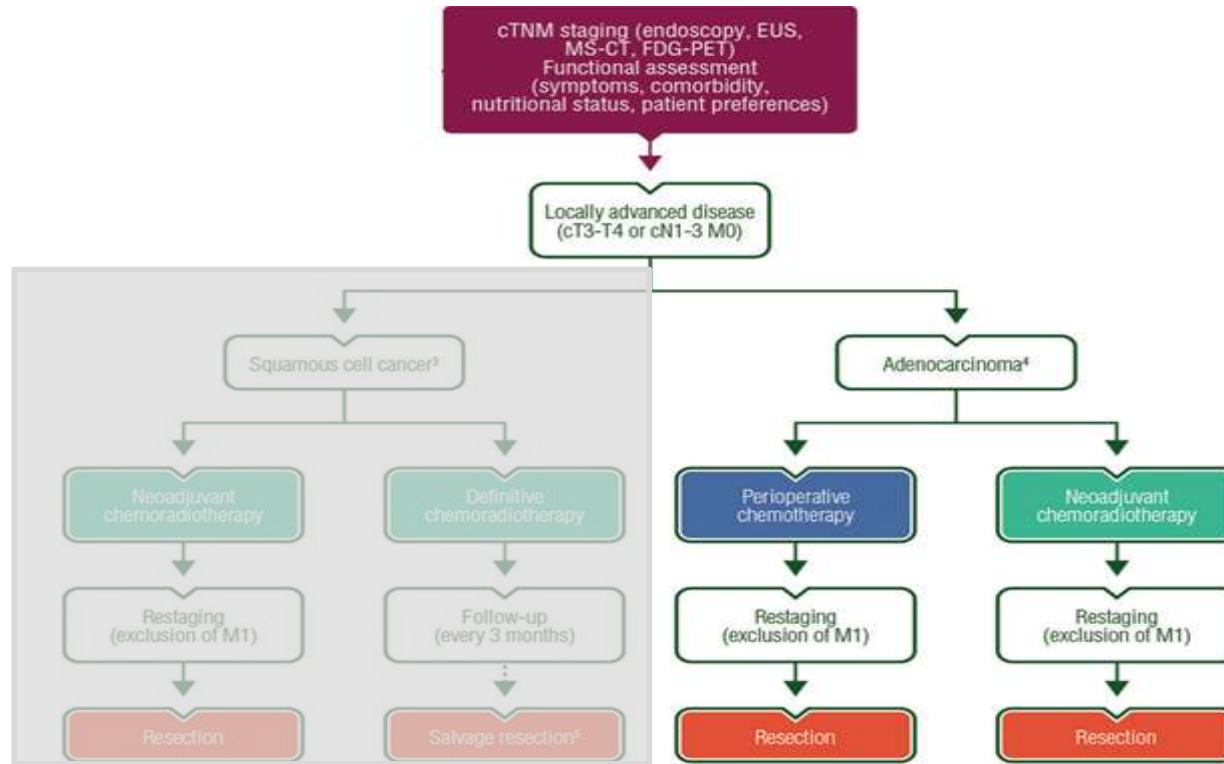 cTNM staging (endoscopy, EUS,
MS-CT, FDG-PET)
Functional assessment
(symptoms, comorbidity,
nutritional status, patient preferences)
Locally advanced disease
(cT3-T4 or cN1-3 M0)
Squamous cell cancer³
Adenocarcinoma⁴
Neoadjuvant
chemoradiotherapy
Definitive
chemoradiotherapy
Perioperative
chemotherapy
Neoadjuvant
chemoradiotherapy
Restaging
(exclusion of M1)
Follow-up
(every 3 months)
Restaging
(exclusion of M1)
Restaging
(exclusion of M1)
Resection
Salvage resection⁵
Resection
Resection